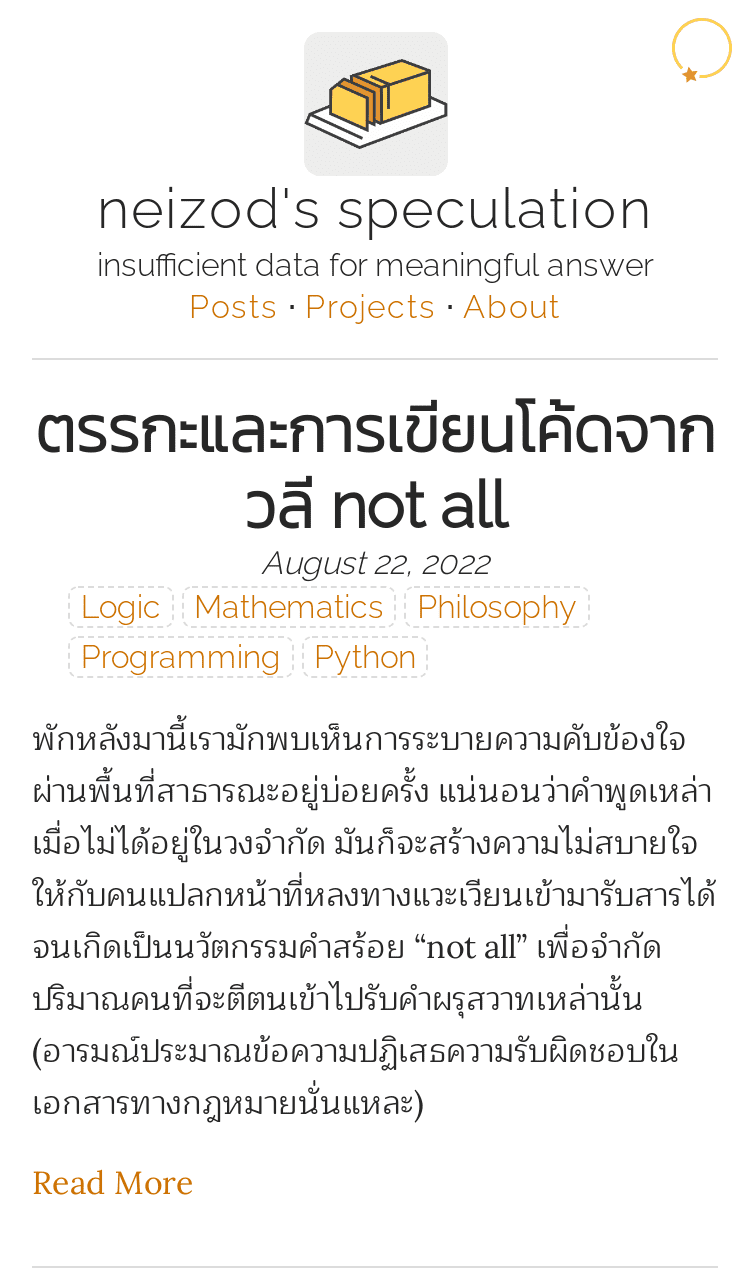 neizod's speculation
insufficient data for meaningful answer
Posts · Projects · About
ตรรกะและการเขียนโค้ดจาก
วลี not all
August 22, 2022
Logic Mathematics Philosophy
Programming Python
พักหลังมานี้เรามักพบเห็นการระบายความคับข้องใจ
ผ่านพื้นที่สาธารณะอยู่บ่อยครั้ง แน่นอนว่าคำพูดเหล่า
เมื่อไม่ได้อยู่ในวงจำกัด มันก็จะสร้างความไม่สบายใจ
ให้กับคนแปลกหน้าที่หลงทางแวะเวียนเข้ามารับสารได้
จนเกิดเป็นนวัตกรรมคำสร้อย “not all” เพื่อจำกัด
ปริมาณคนที่จะตีตนเข้าไปรับคำผรุสวาทเหล่านั้น
(อารมณ์ประมาณข้อความปฏิเสธความรับผิดชอบใน
เอกสารทางกฎหมายนั่นแหละ)
Read More